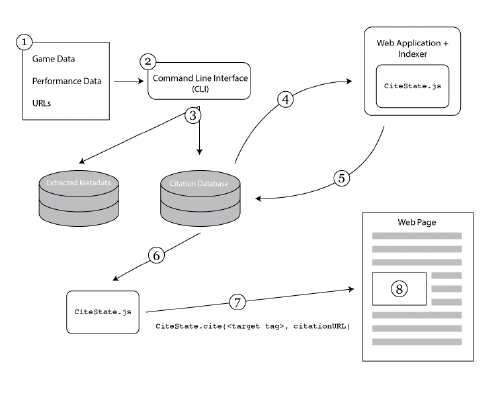 1
Game Data
Performance Data
URLs
2
Command Line Interface
(CLI)
3
4
Web Application +
Indexer
CiteState.js
5
Extracted Metadata
Citation Database
6
CiteState.js
7
CiteState.cite(<target tag>, citationURL)
Web Page
8